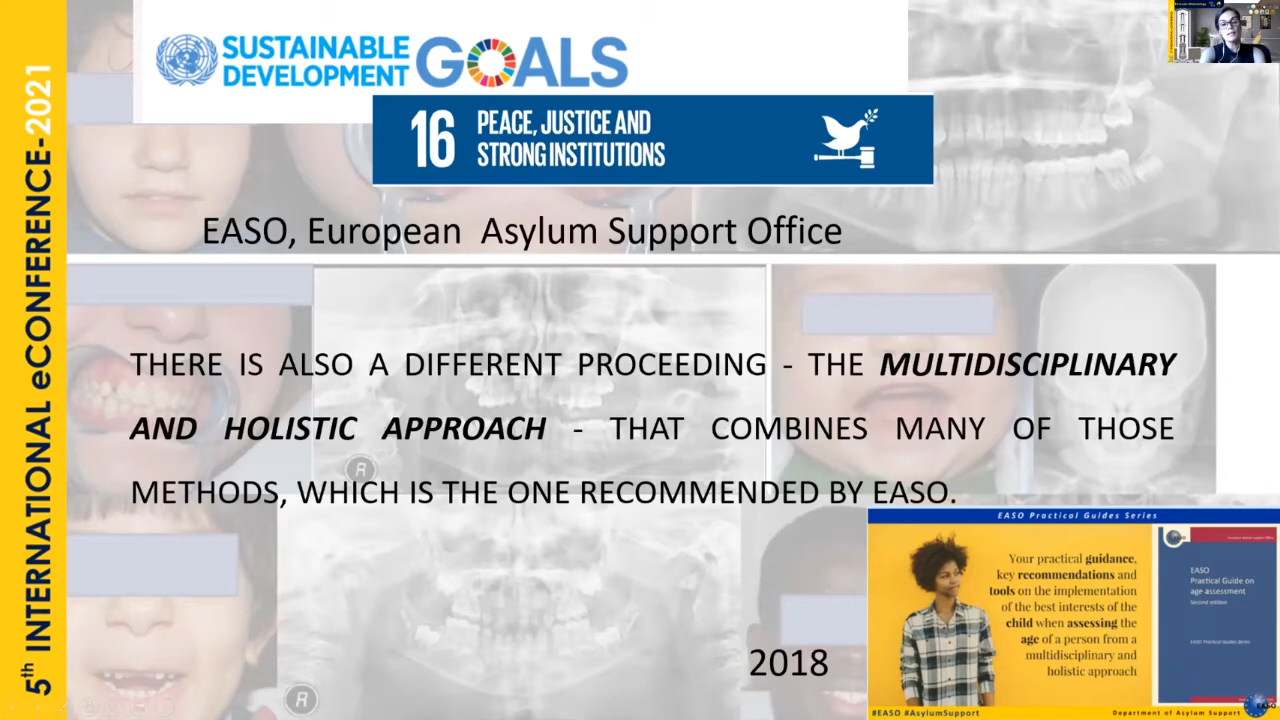 5th INTERNATIONAL eCONFERENCE-2021
SUSTAINABLE
DEVELOPMENT
GOALS
16
PEACE, JUSTICE AND
STRONG INSTITUTIONS
EASO, European Asylum Support Office
THERE IS ALSO A DIFFERENT PROCEEDING - THE MULTIDISCIPLINARY
AND HOLISTIC APPROACH - THAT COMBINES MANY OF THOSE
METHODS, WHICH IS THE ONE RECOMMENDED BY EASO.
R
R
2018
EASO Practical Guides Series
Your practical guidance,
key recommendations and
tools on the implementation
of the best interests of the
child when assessing the
age of a person from a
multidisciplinary and
holistic approach
EASO
Practical Guide on
age assessment
Second edition
EASO Practical Guides Series
#EASO #AsylumSupport
Department of Asylum Support
EASO